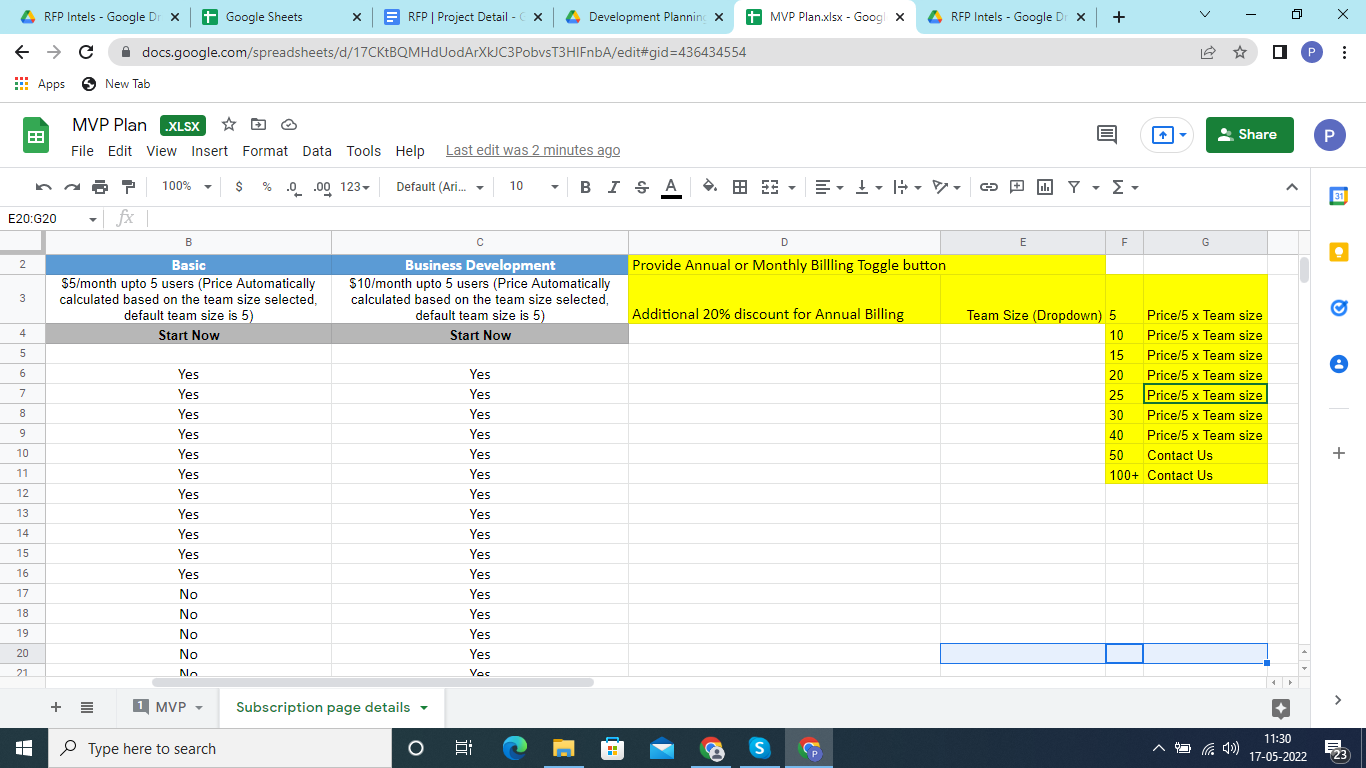 RFP Intels - Google Dr
Google Sheets
RFP | Project Detail - G
Development Planning
MVP Plan.xlsx - Googl
RFP Intels - Google Dr
docs.google.com/spreadsheets/d/17CKtBQMHdUodArXkJC3PobvsT3HIFnbA/edit#gid=436434554
P
Apps
New Tab
MVP Plan
.XLSX
File Edit View Insert Format Data Tools Help
Last edit was 2 minutes ago
Share
P
100%
$ % .0 .00 123
Default (Ari...
10
B I S A
31
E20:G20
fx
B C D E F G
2 Basic Business Development Provide Annual or Monthly Billling Toggle button
3 $5/month upto 5 users (Price Automatically calculated based on the team size selected, default team size is 5) $10/month upto 5 users (Price Automatically calculated based on the team size selected, default team size is 5) Additional 20% discount for Annual Billing Team Size (Dropdown) 5 Price/5 x Team size
4 Start Now Start Now 10 Price/5 x Team size
5 15 Price/5 x Team size
6 Yes Yes 20 Price/5 x Team size
7 Yes Yes 25 Price/5 x Team size
8 Yes Yes 30 Price/5 x Team size
9 Yes Yes 40 Price/5 x Team size
10 Yes Yes 50 Contact Us
11 Yes Yes 100+ Contact Us
12 Yes Yes
13 Yes Yes
14 Yes Yes
15 Yes Yes
16 Yes Yes
17 No Yes
18 No Yes
19 No Yes
20 No Yes
21 No Yes
1 MVP
Subscription page details
Type here to search
S
P
11:30
17-05-2022
23